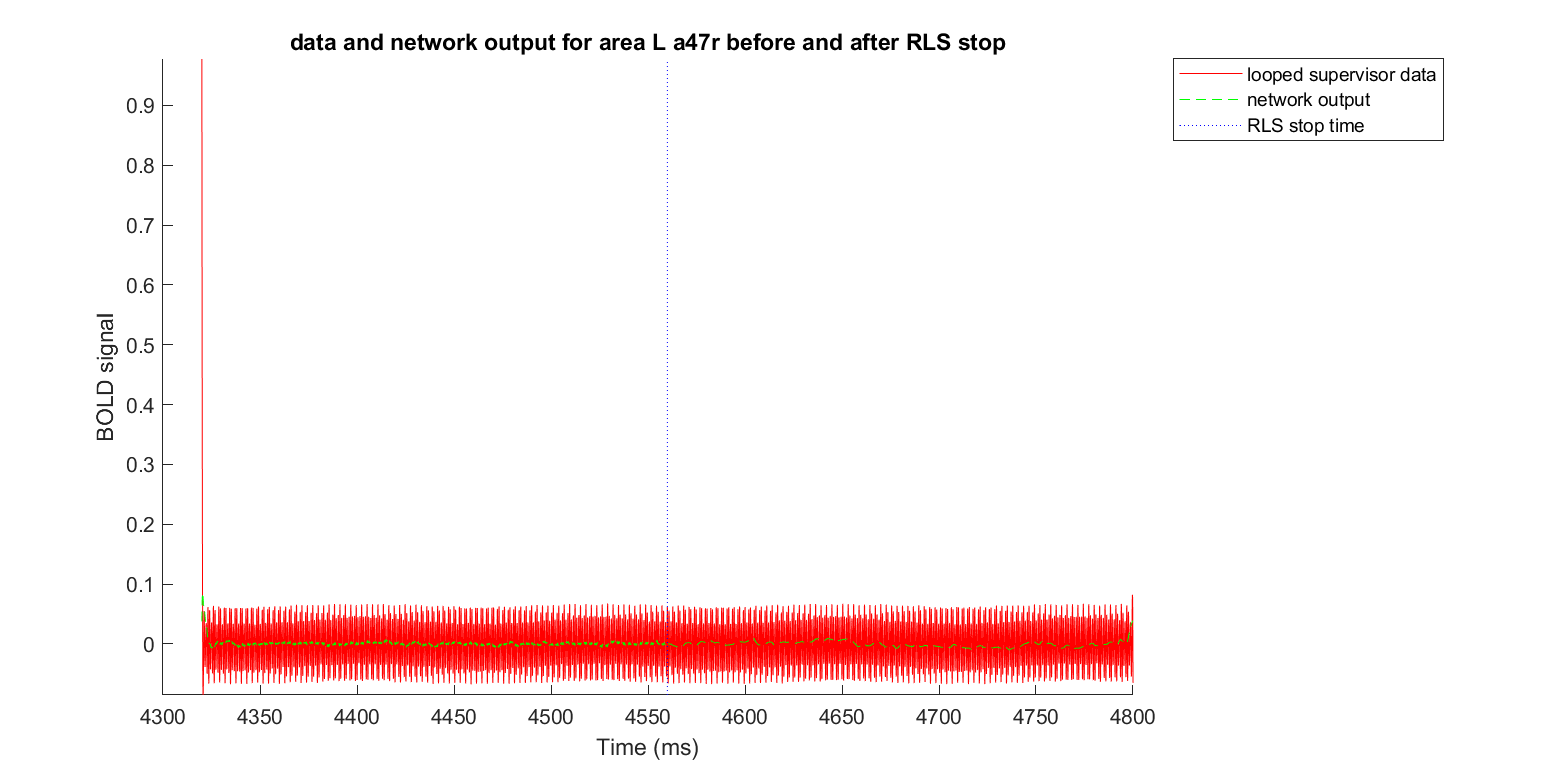 data and network output for area L a47r before and after RLS stop
looped supervisor data
network output
RLS stop time
BOLD signal
0.9
0.8
0.7
0.6
0.5
0.4
0.3
0.2
0.1
0
4300 4350 4400 4450 4500 4550 4600 4650 4700 4750 4800
Time (ms)